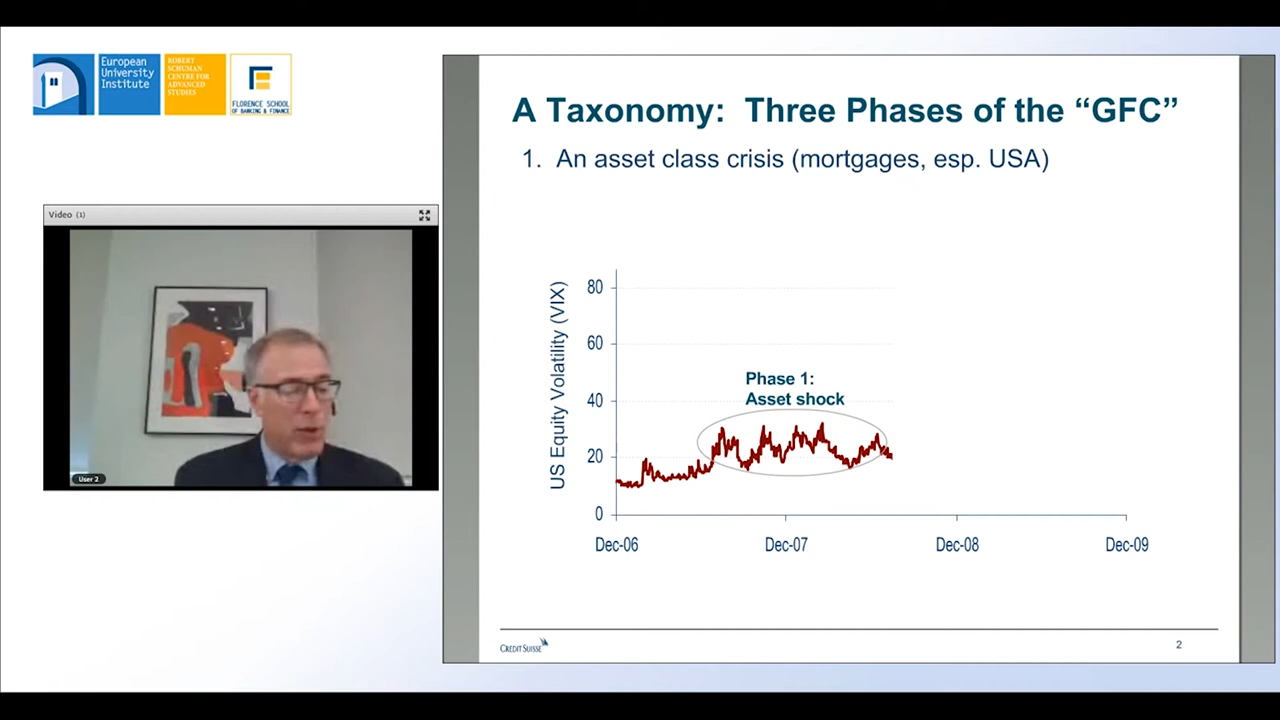 European
University
Institute
ROBERT
SCHUMAN
CENTRE FOR
ADVANCED
STUDIES
FLORENCE SCHOOL
OF BANKING & FINANCE
Video (1)
User 2
A Taxonomy: Three Phases of the “GFC”
1. An asset class crisis (mortgages, esp. USA)
US Equity Volatility (VIX)
80
60
40
20
0
Phase 1:
Asset shock
Dec-06 Dec-07 Dec-08 Dec-09
CREDIT SUISSE
2